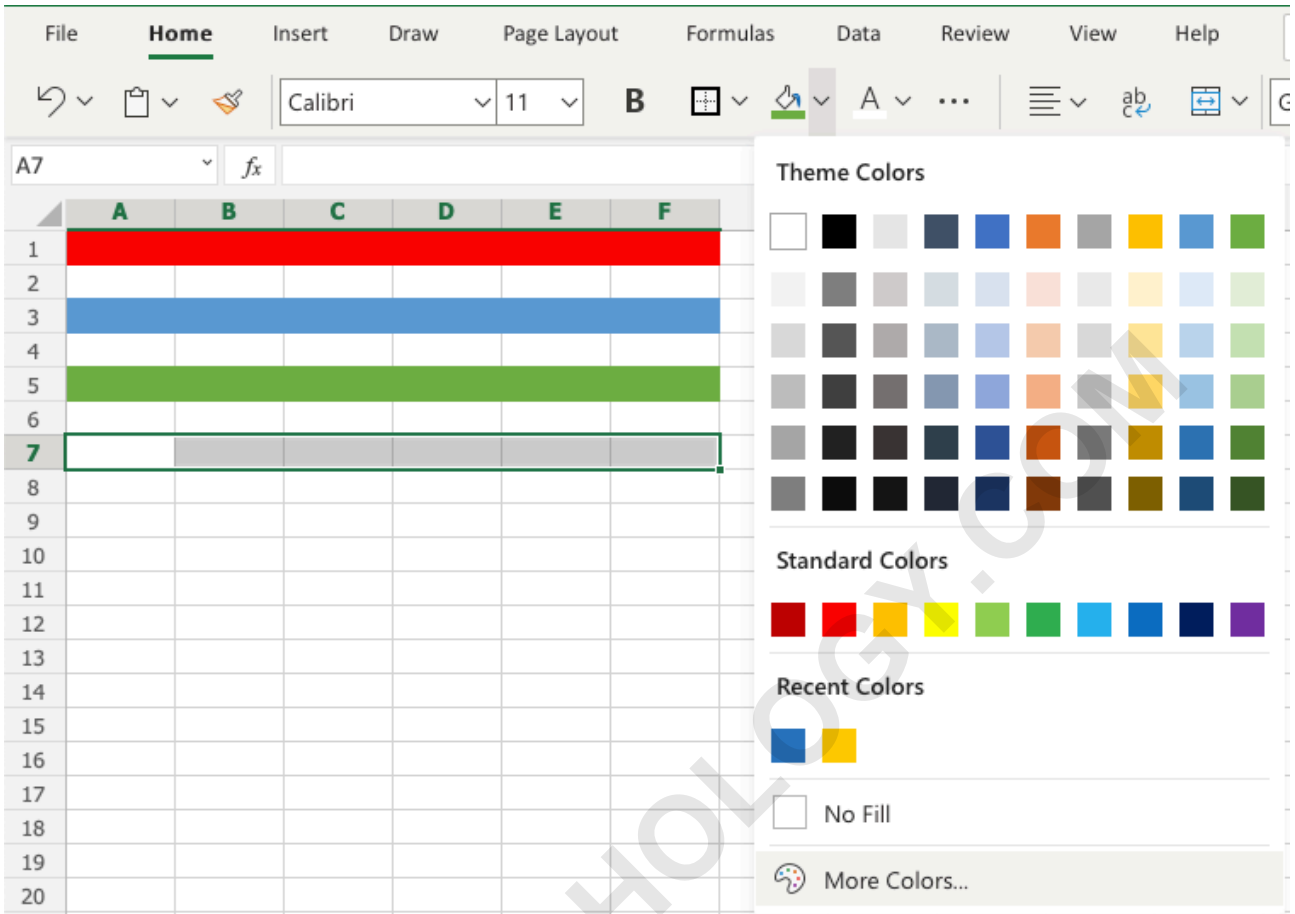 File Home Insert Draw Page Layout Formulas Data Review View Help
Calibri 11 B A ... ab c
A7 fx
Theme Colors
A B C D E F
1
2
3
4
5
6
7
8
9
10
11
12
13
14
15
16
17
18
19
20
Standard Colors
Recent Colors
No Fill
More Colors...
HOLOGY.COM